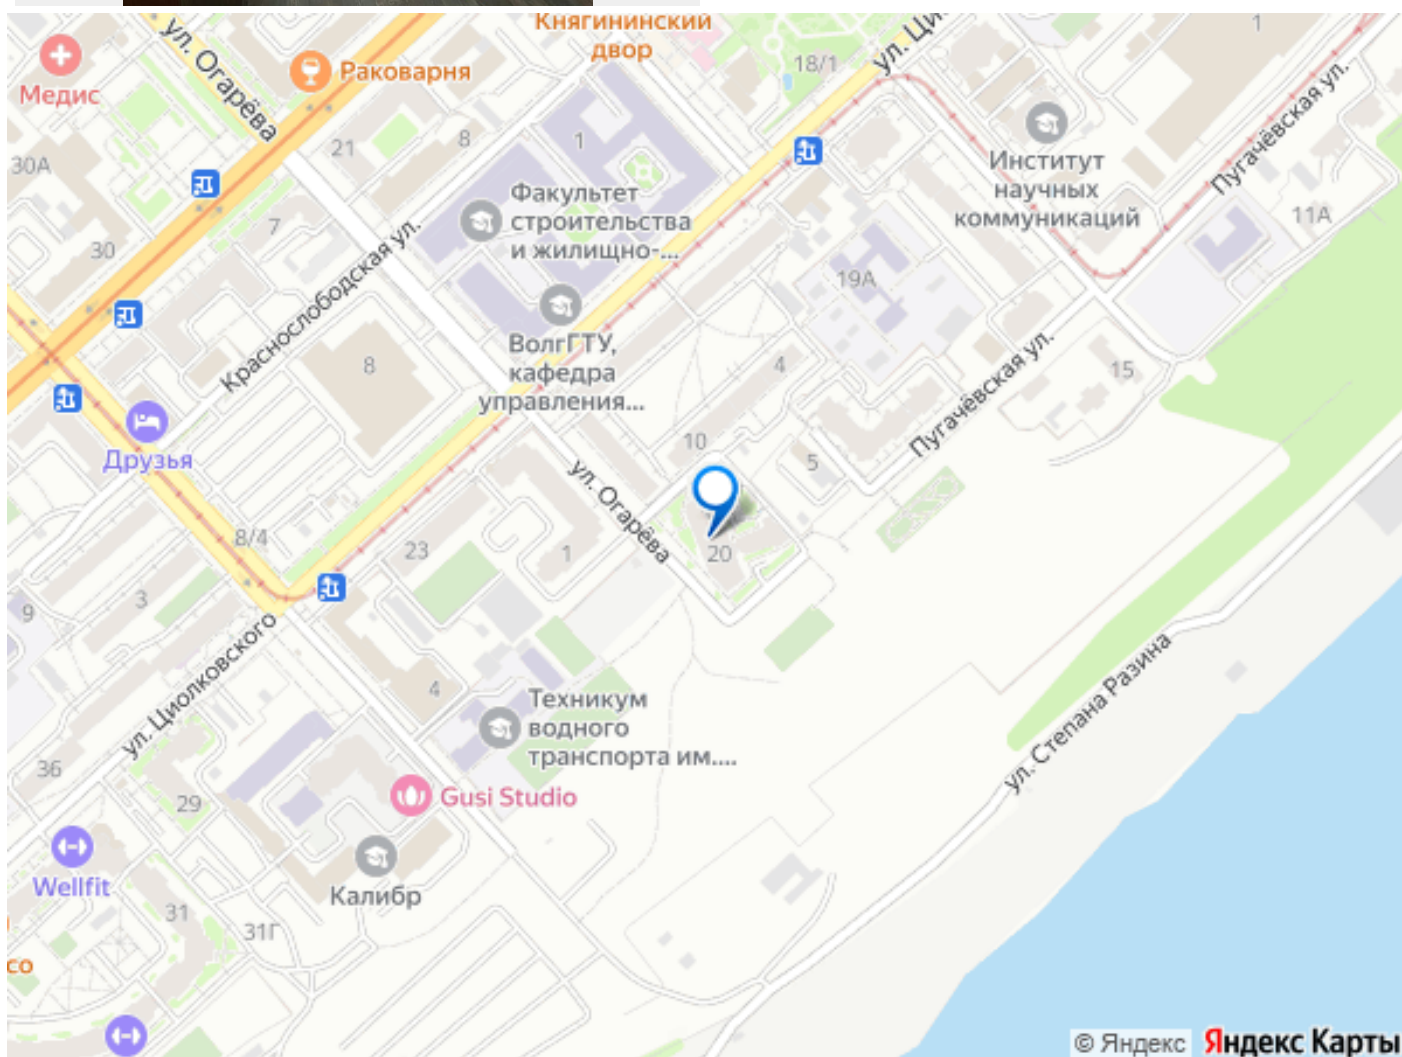 Княгининский
двор
ул. Огарёва
Раковарня
Медис
ул. Ци
18/1
1
30А
21
8
1
Институт
научных
коммуникаций
Пугачёвская ул.
11А
Факультет
строительства
и жилищно-...
7
30
Краснослободская ул.
19А
ВолгГТУ,
кафедра
управления...
8
4
15
Пугачёвская ул.
Друзья
10
5
ул. Огарёва
8/4
23
1
20
9
3
ул. Циолковского
4
Техникум
водного
транспорта им....
ул. Степана Разина
36
29
Gusi Studio
Wellfit
Калибр
31
31Г
со
© Яндекс Яндекс Карты